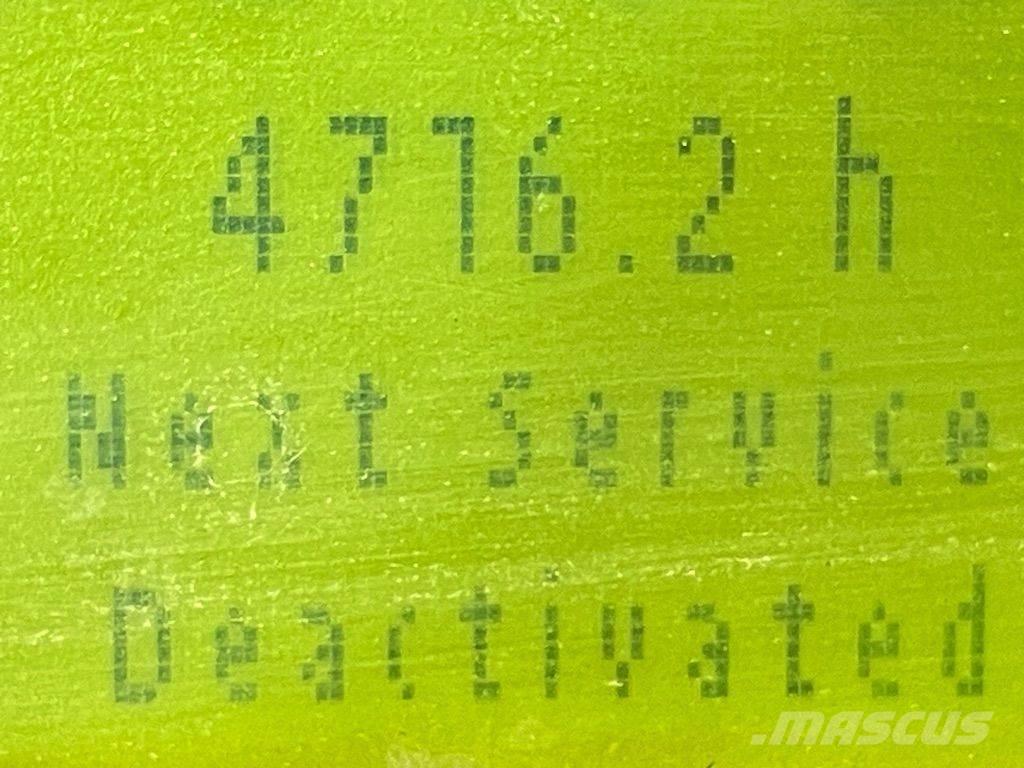 4716.2 h
Next Service
Deactivated
.MASCUS